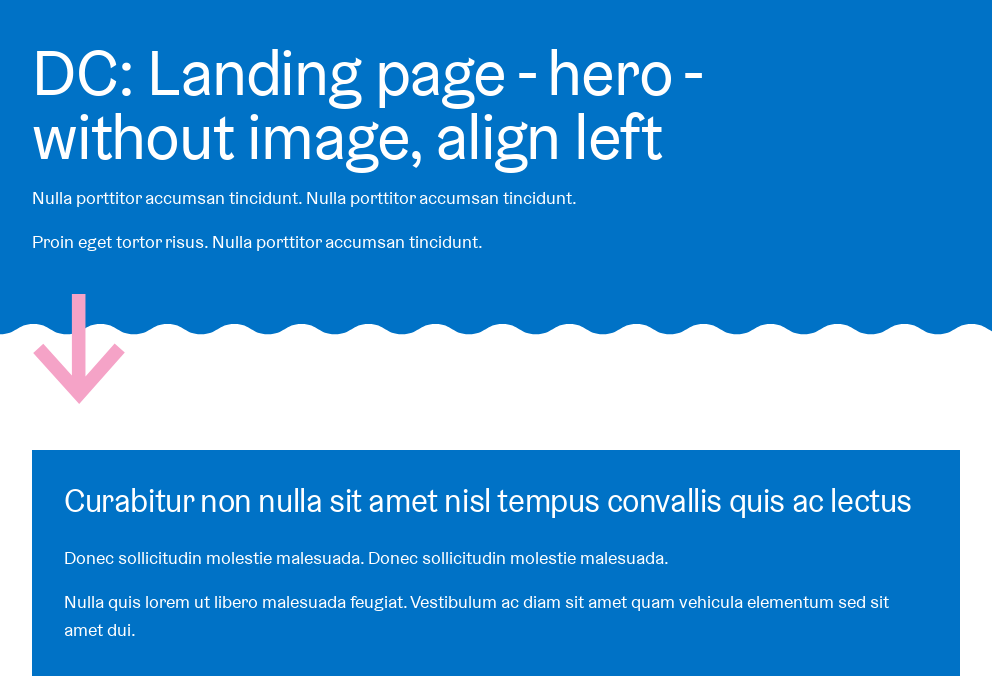 DC: Landing page - hero -
without image, align left
Nulla porttitor accumsan tincidunt. Nulla porttitor accumsan tincidunt.
Proin eget tortor risus. Nulla porttitor accumsan tincidunt.
Curabitur non nulla sit amet nisl tempus convallis quis ac lectus
Donec sollicitudin molestie malesuada. Donec sollicitudin molestie malesuada.
Nulla quis lorem ut libero malesuada feugiat. Vestibulum ac diam sit amet quam vehicula elementum sed sit
amet dui.